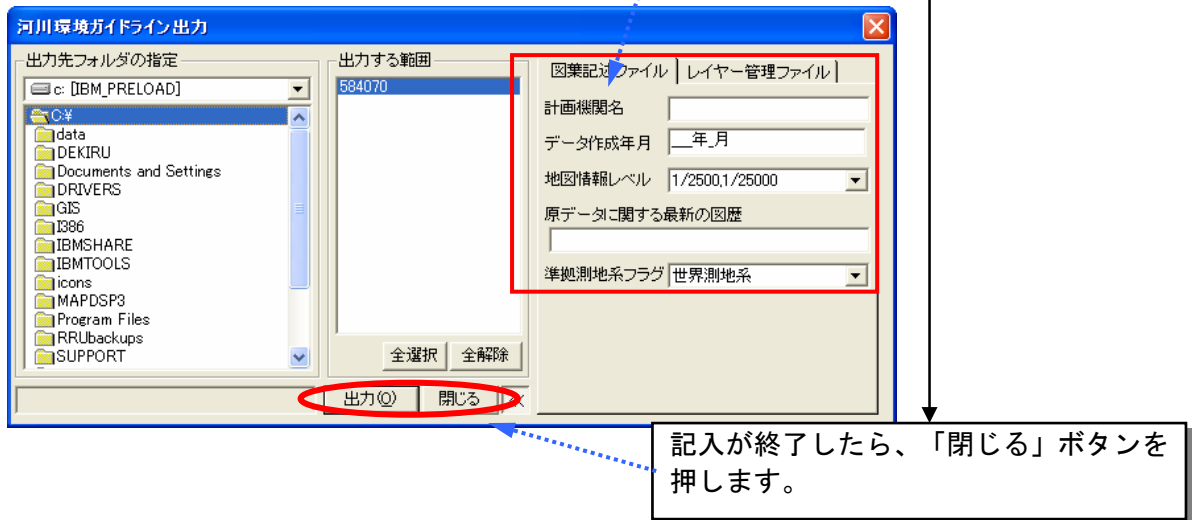 河川環境ガイドライン出力
出力先フォルダの指定
c: [IBM_PRELOAD]
C:¥
data
DEKIRU
Documents and Settings
DRIVERS
GIS
I386
IBMSHARE
IBMTOOLS
icons
MAPDSP3
Program Files
RRUbackups
SUPPORT
出力する範囲
584070
全選択 全解除
図葉記述ファイル レイヤー管理ファイル
計画機関名
データ作成年月 __年_月
地図情報レベル 1/2500,1/25000
原データに関する最新の図歴
準拠測地系フラグ 世界測地系
出力(O) 閉じる
記入が終了したら、「閉じる」ボタンを
押します。